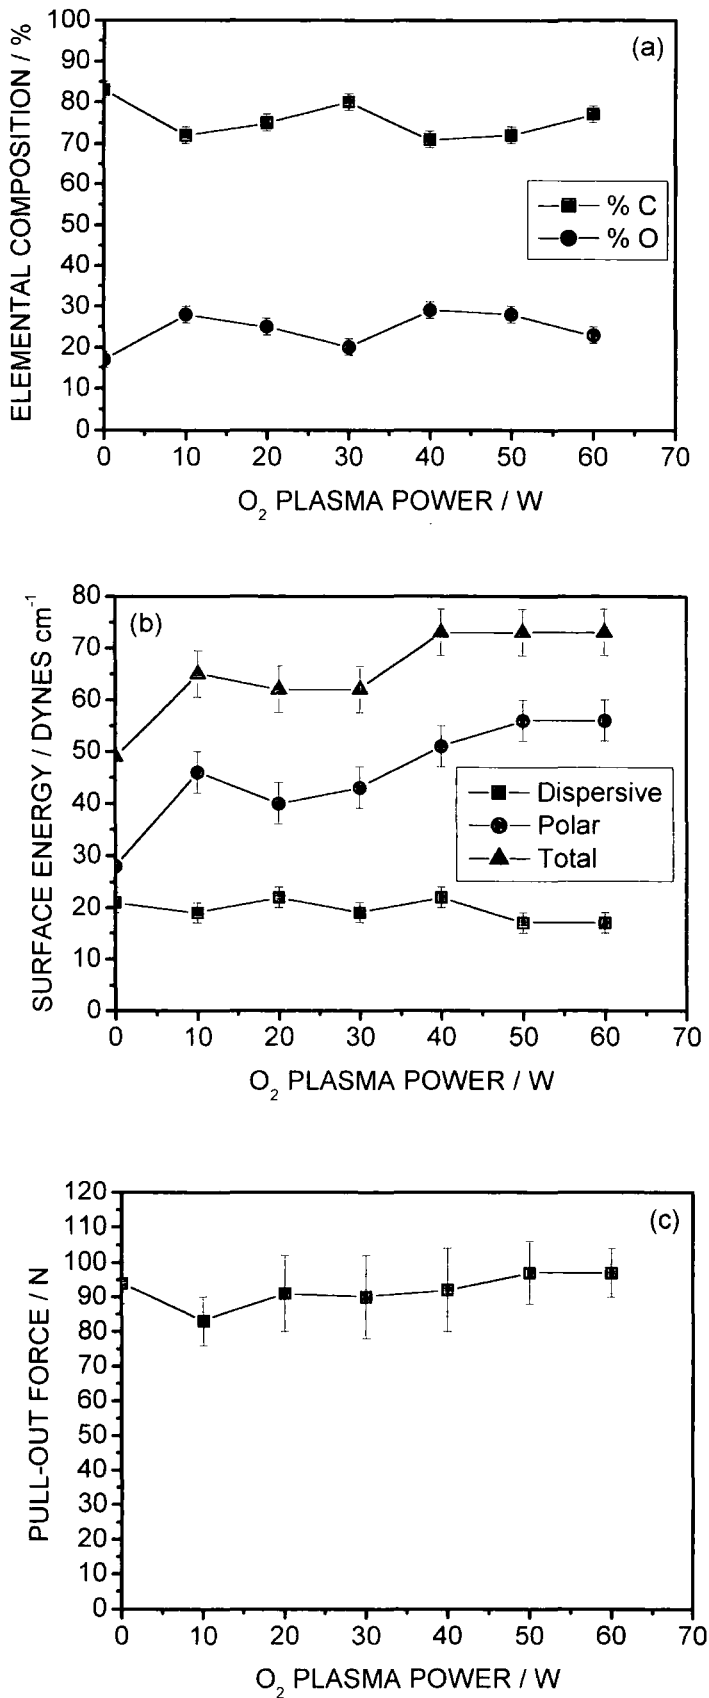 100
90
80
70
60
50
40
30
20
10
0
ELEMENTAL COMPOSITION / %
(a)
% C
% O
0 10 20 30 40 50 60 70
O₂ PLASMA POWER / W
80
70
60
50
40
30
20
10
0
SURFACE ENERGY / DYNES cm⁻¹
(b)
Dispersive
Polar
Total
0 10 20 30 40 50 60 70
O₂ PLASMA POWER / W
120
110
100
90
80
70
60
50
40
30
20
10
0
PULL-OUT FORCE / N
(c)
0 10 20 30 40 50 60 70
O₂ PLASMA POWER / W